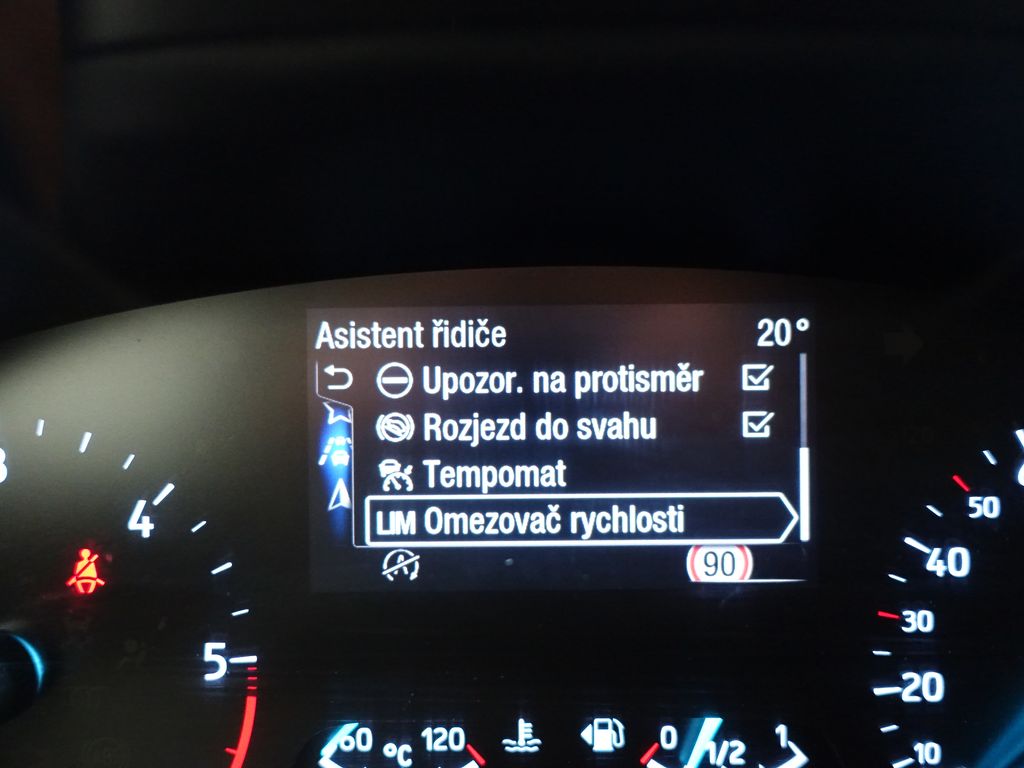 Asistent řidiče 20°
Upozor. na protisměr
Rozjezd do svahu
Tempomat
LIM Omezovač rychlosti
90
4
5
50
40
30
20
10
60 °C 120
0 1/2 1